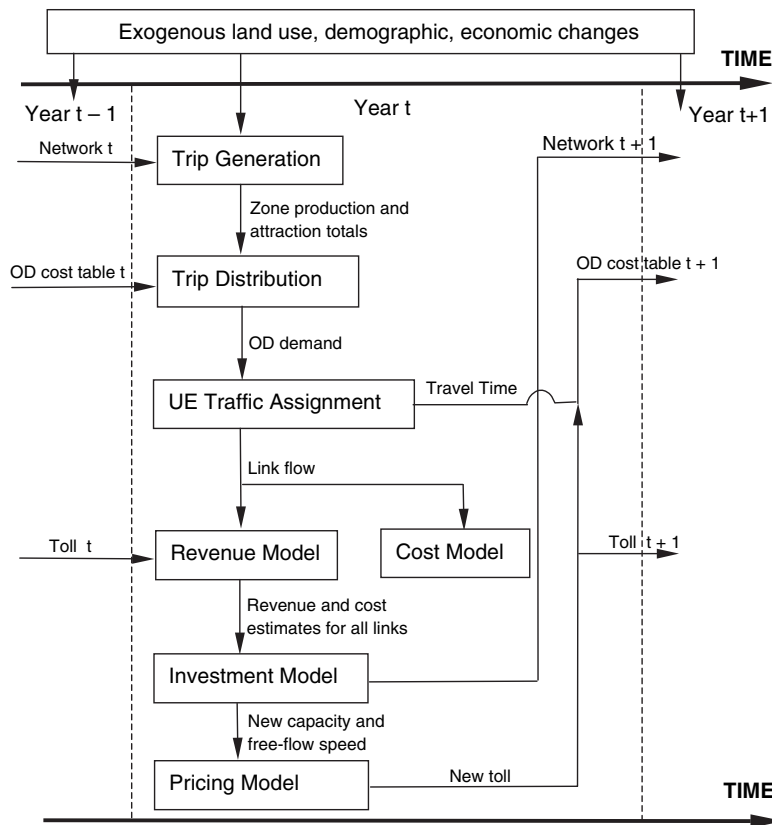 Exogenous land use, demographic, economic changes
TIME
Year t – 1
Year t
Year t+1
Network t
Trip Generation
Network t + 1
Zone production and
attraction totals
OD cost table t
Trip Distribution
OD cost table t + 1
OD demand
UE Traffic Assignment
Travel Time
Link flow
Toll t
Revenue Model
Cost Model
Toll t + 1
Revenue and cost
estimates for all links
Investment Model
New capacity and
free-flow speed
Pricing Model
New toll
TIME